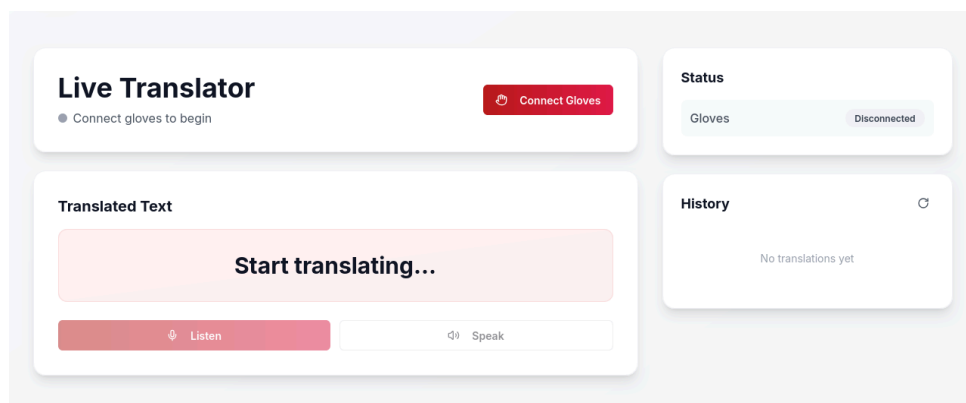 Live Translator
Connect gloves to begin
Connect Gloves
Translated Text
Start translating...
Listen
Speak
Status
Gloves
Disconnected
History
No translations yet